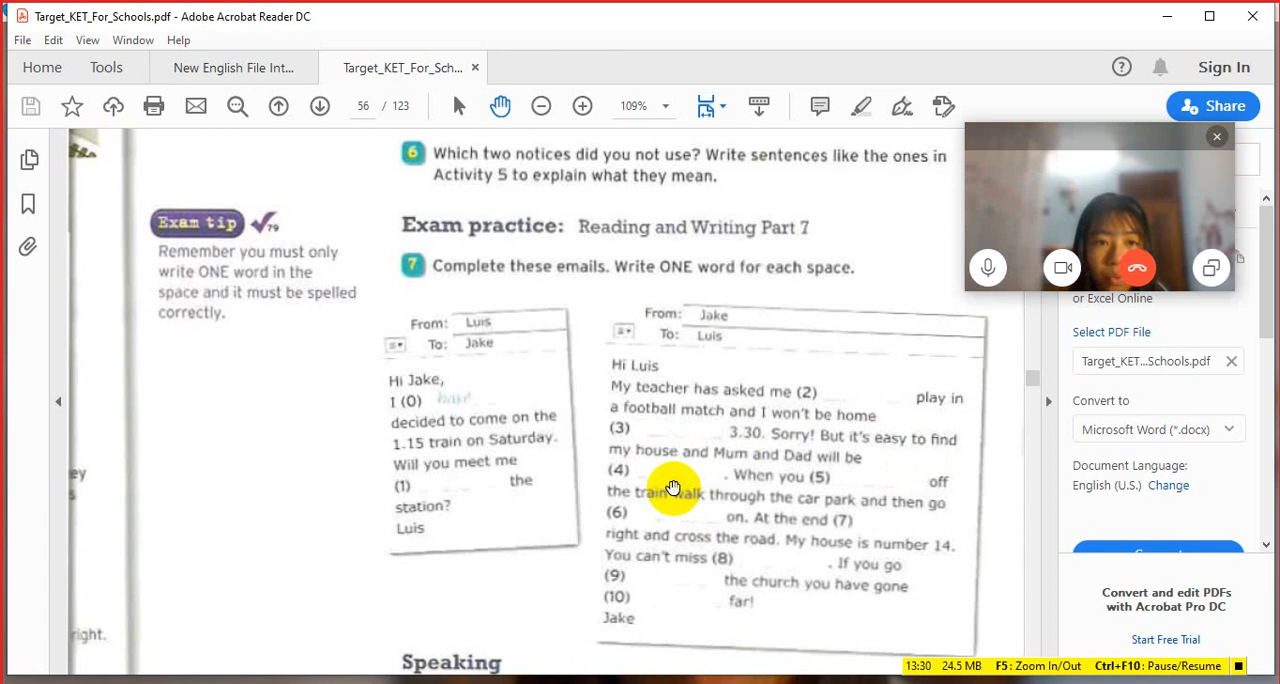 Target_KET_For_Schools.pdf - Adobe Acrobat Reader DC
File Edit View Window Help
Home Tools New English File Int... Target_KET_For_Sch... × Sign In
56 / 123 109% Share
6 Which two notices did you not use? Write sentences like the ones in
Activity 5 to explain what they mean.
Exam tip 79
Remember you must only
write ONE word in the
space and it must be spelled
correctly.
Exam practice: Reading and Writing Part 7
7 Complete these emails. Write ONE word for each space.
From: Luis
To: Jake
Hi Jake,
I (0) have
decided to come on the
1.15 train on Saturday.
Will you meet me
(1) the
station?
Luis
From: Jake
To: Luis
Hi Luis
My teacher has asked me (2) play in
a football match and I won't be home
(3) 3.30. Sorry! But it's easy to find
my house and Mum and Dad will be
(4) . When you (5) off
the train walk through the car park and then go
(6) on. At the end (7)
right and cross the road. My house is number 14.
You can't miss (8) . If you go
(9) the church you have gone
(10) far!
Jake
Speaking
ey
s
right.
or Excel Online
Select PDF File
Target_KET...Schools.pdf
Convert to
Microsoft Word (*.docx)
Document Language:
English (U.S.) Change
Convert and edit PDFs
with Acrobat Pro DC
Start Free Trial
13:30 24.5 MB F5: Zoom In/Out Ctrl+F10: Pause/Resume